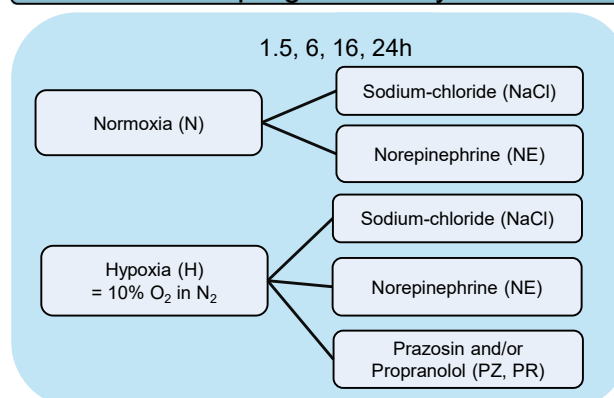 1.5, 6, 16, 24h
Sodium-chloride (NaCl)
Normoxia (N)
Norepinephrine (NE)
Sodium-chloride (NaCl)
Hypoxia (H)
= 10% O₂ in N₂
Norepinephrine (NE)
Prazosin and/or
Propranolol (PZ, PR)